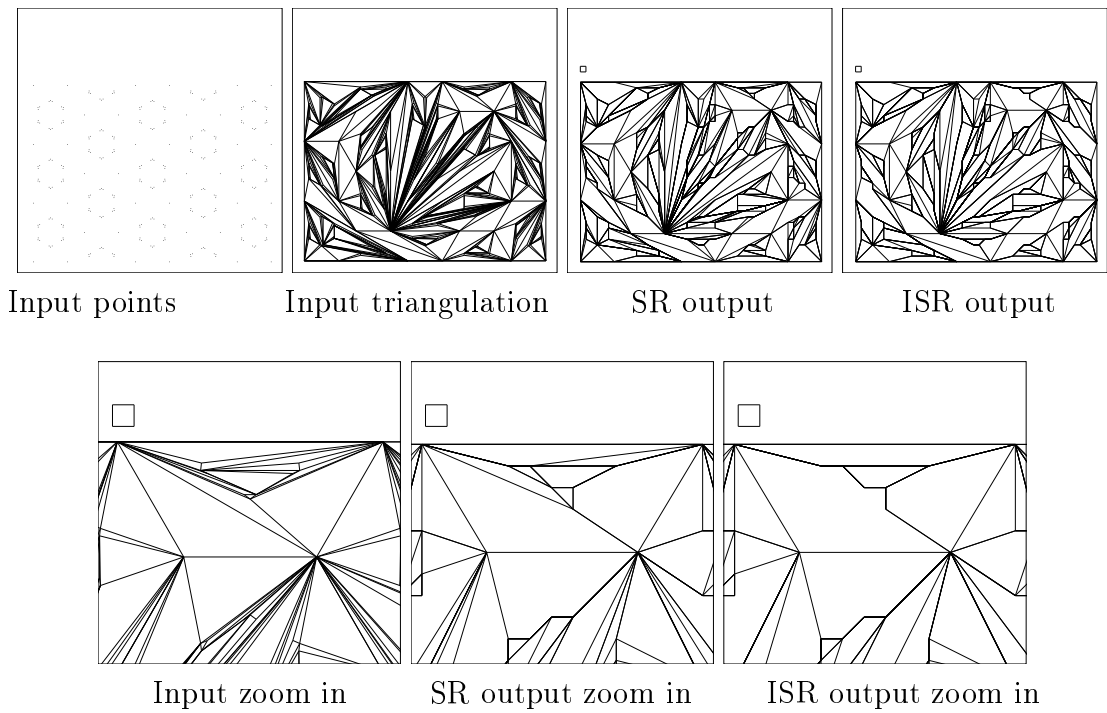 Input points
Input triangulation
SR output
ISR output
Input zoom in
SR output zoom in
ISR output zoom in